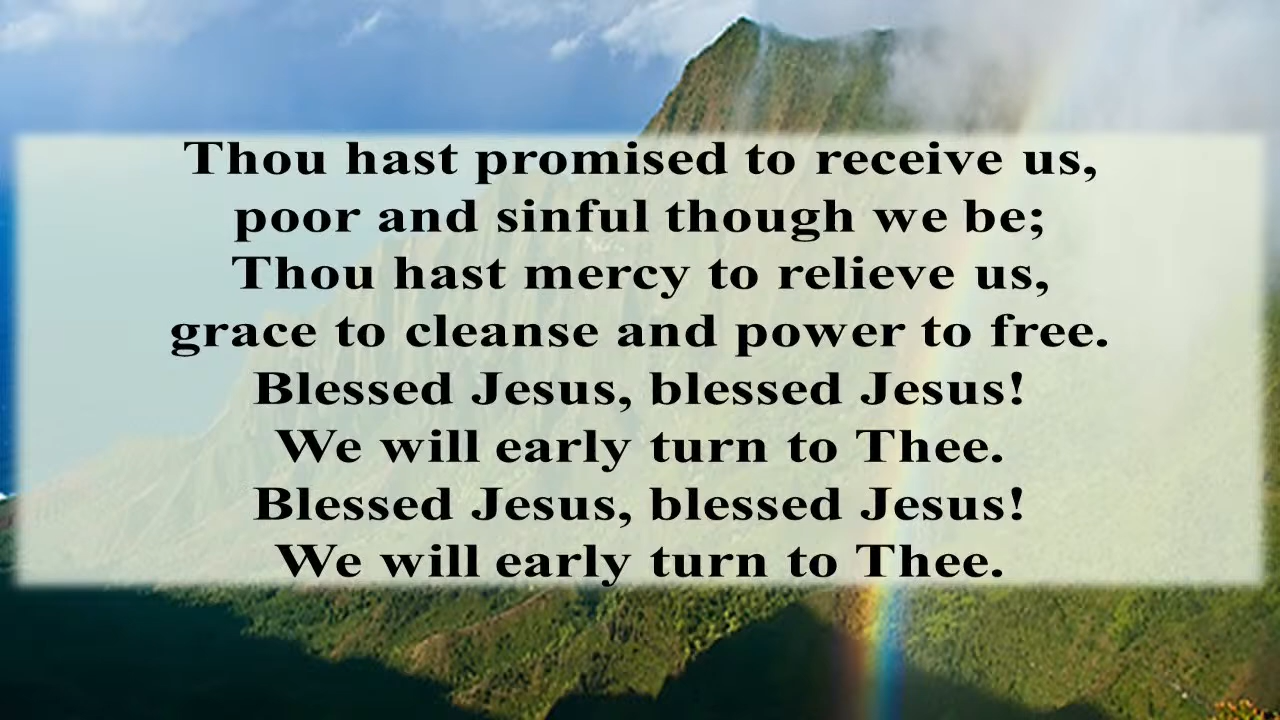 Thou hast promised to receive us,
poor and sinful though we be;
Thou hast mercy to relieve us,
grace to cleanse and power to free.
Blessed Jesus, blessed Jesus!
We will early turn to Thee.
Blessed Jesus, blessed Jesus!
We will early turn to Thee.